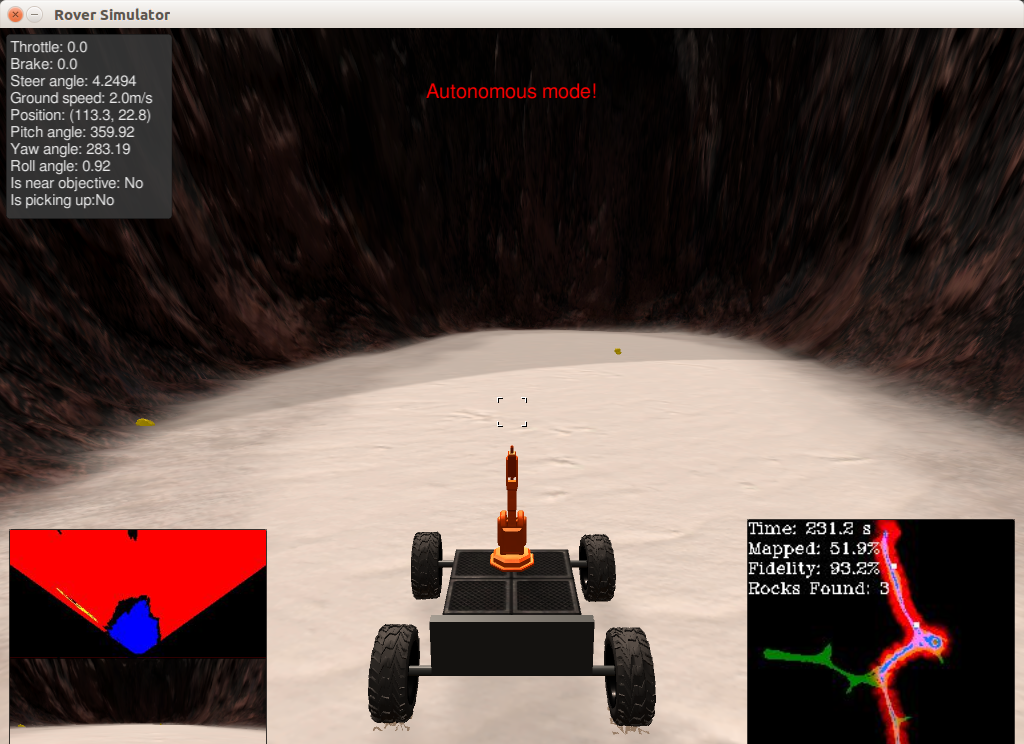 Rover Simulator
Throttle: 0.0
Brake: 0.0
Steer angle: 4.2494
Ground speed: 2.0m/s
Position: (113.3, 22.8)
Pitch angle: 359.92
Yaw angle: 283.19
Roll angle: 0.92
Is near objective: No
Is picking up:No
Autonomous mode!
Time: 231.2 s
Mapped: 51.9%
Fidelity: 93.2%
Rocks Found: 3